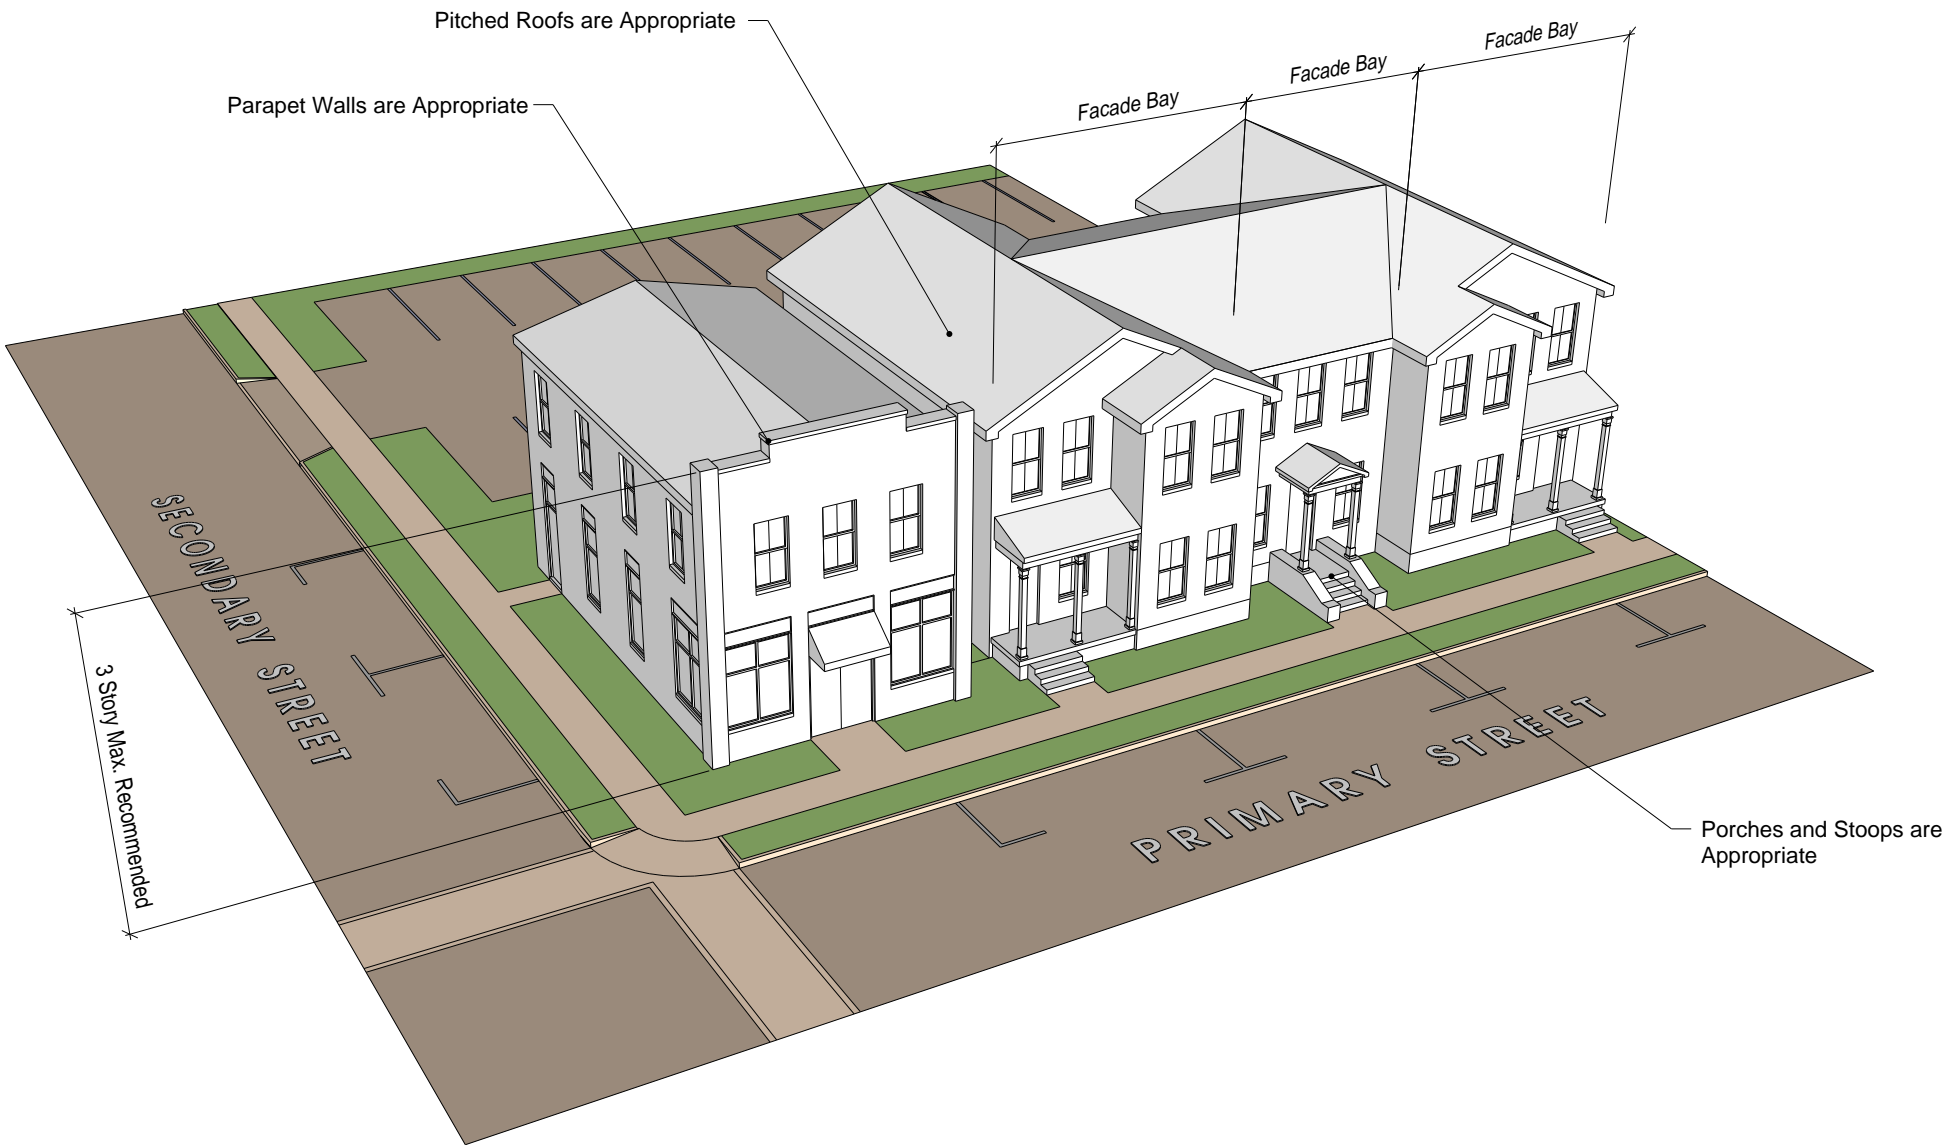 Pitched Roofs are Appropriate
Facade Bay
Facade Bay
Facade Bay
Parapet Walls are Appropriate
SECONDARY STREET
3 Story Max. Recommended
PRIMARY STREET
Porches and Stoops are
Appropriate